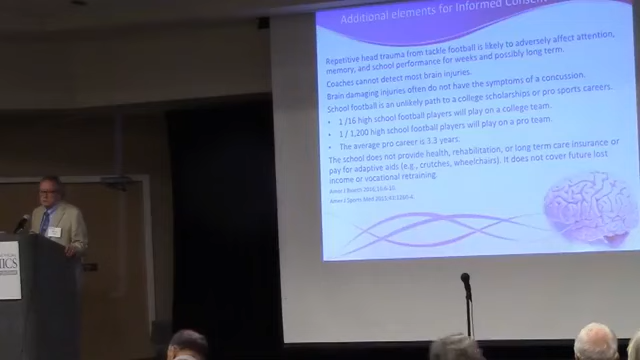 Additional elements for Informed Consent
Repetitive head trauma from tackle football is likely to adversely affect attention,
memory, and school performance for weeks and possibly long term.
Coaches cannot detect most brain injuries.
Brain damaging injuries often do not have the symptoms of a concussion.
School football is an unlikely path to a college scholarships or pro sports careers.
• 1 /16 high school football players will play on a college team.
• 1 / 1,200 high school football players will play on a pro team.
• The average pro career is 3.3 years.
The school does not provide health, rehabilitation, or long term care insurance or
pay for adaptive aids (e.g., crutches, wheelchairs). It does not cover future lost
income or vocational retraining.